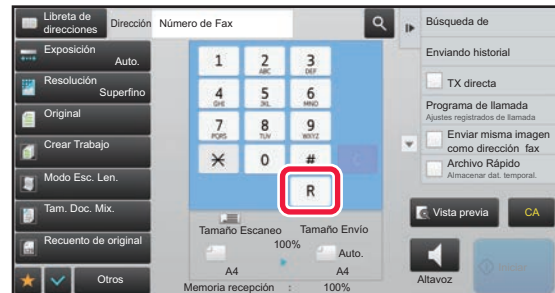 Libreta de
direcciones
Dirección
Número de Fax
Exposición
Auto.
Resolución
Superfino
Original
Crear Trabajo
Modo Esc. Len.
Tam. Doc. Mix.
Recuento de original
Otros
1
2
ABC
3
DEF
4
GHI
5
JKL
6
MNO
7
PQRS
8
TUV
9
WXYZ
0
#
C
R
Tamaño Escaneo
Tamaño Envío
100%
Auto.
A4
A4
Memoria recepción : 100%
Búsqueda de
Enviando historial
TX directa
Programa de llamada
Ajustes registrados de llamada
Enviar misma imagen
como dirección fax
Archivo Rápido
Almacenar dat. temporal.
Vista previa
CA
Altavoz